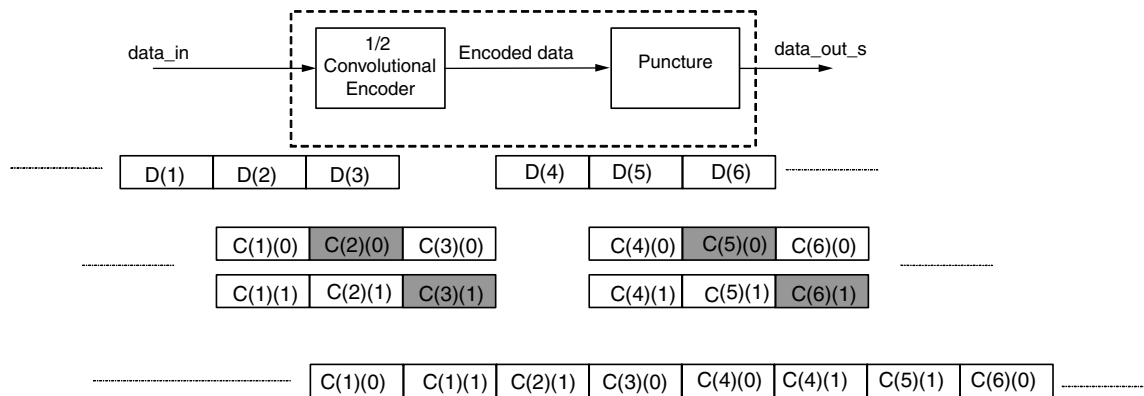 data_in
1/2
Convolutional
Encoder
Encoded data
Puncture
data_out_s
D(1) D(2) D(3) D(4) D(5) D(6)
C(1)(0) C(2)(0) C(3)(0) C(4)(0) C(5)(0) C(6)(0)
C(1)(1) C(2)(1) C(3)(1) C(4)(1) C(5)(1) C(6)(1)
C(1)(0) C(1)(1) C(2)(1) C(3)(0) C(4)(0) C(4)(1) C(5)(1) C(6)(0)